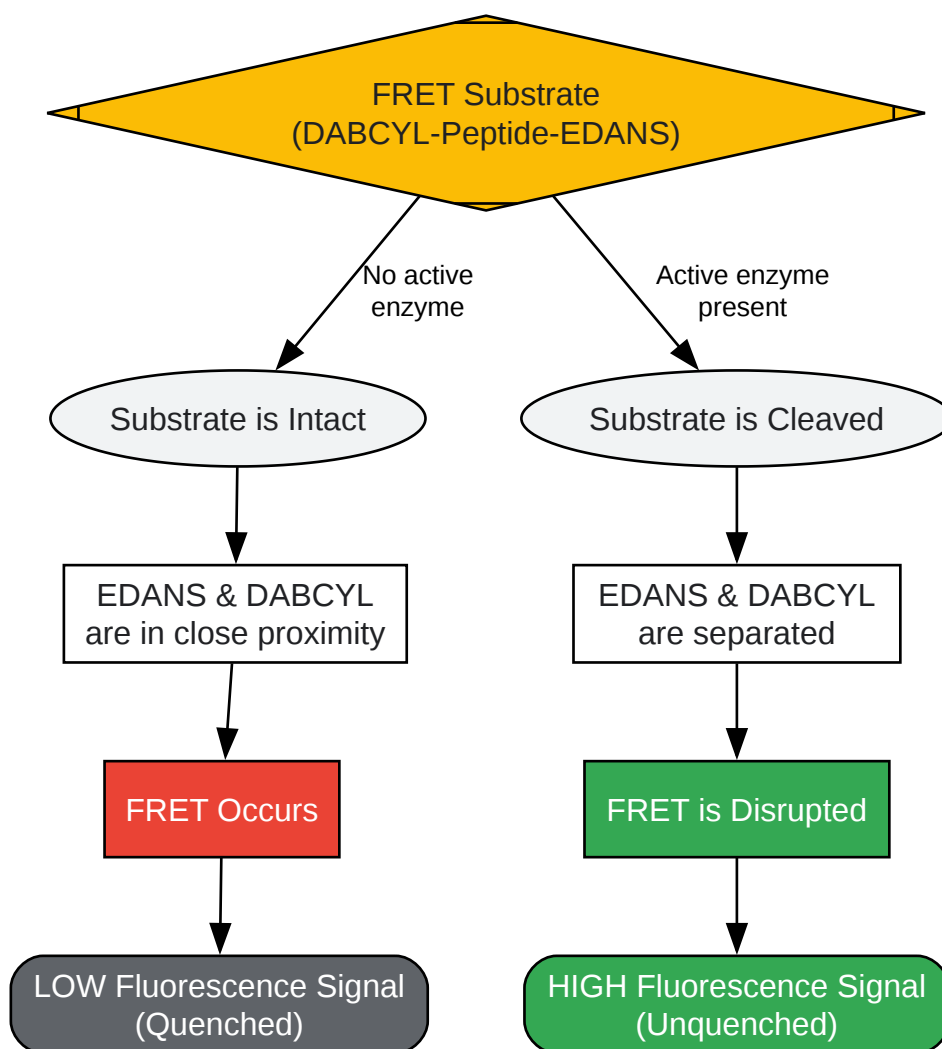 FRET Substrate
(DABCYL-Peptide-EDANS)
No active
enzyme
Active enzyme
present
Substrate is Intact
Substrate is Cleaved
EDANS & DABCYL
are in close proximity
EDANS & DABCYL
are separated
FRET Occurs
FRET is Disrupted
LOW Fluorescence Signal
(Quenched)
HIGH Fluorescence Signal
(Unquenched)